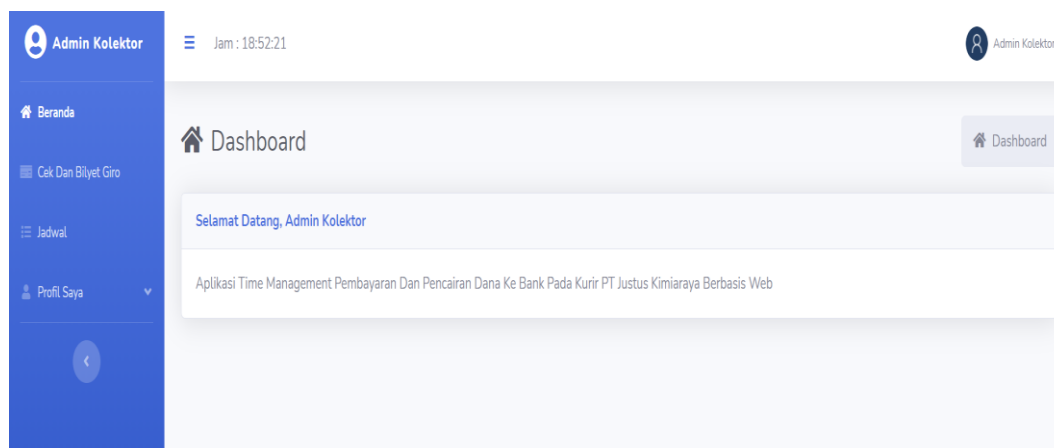 Admin Kolektor
Jam : 18:52:21
Admin Kolektor
Beranda
Cek Dan Bilyet Giro
Jadwal
Profil Saya
Dashboard
Dashboard
Selamat Datang, Admin Kolektor
Aplikasi Time Management Pembayaran Dan Pencairan Dana Ke Bank Pada Kurir PT Justus Kimiaraya Berbasis Web